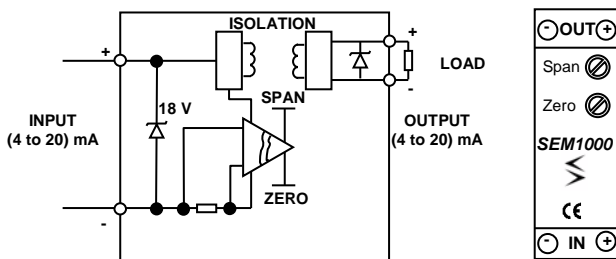 ISOLATION
+
+
18 V
SPAN
LOAD
-
INPUT
(4 to 20) mA
OUTPUT
(4 to 20) mA
ZERO
-
- OUT +
Span
Zero
SEM1000
CE
- IN +